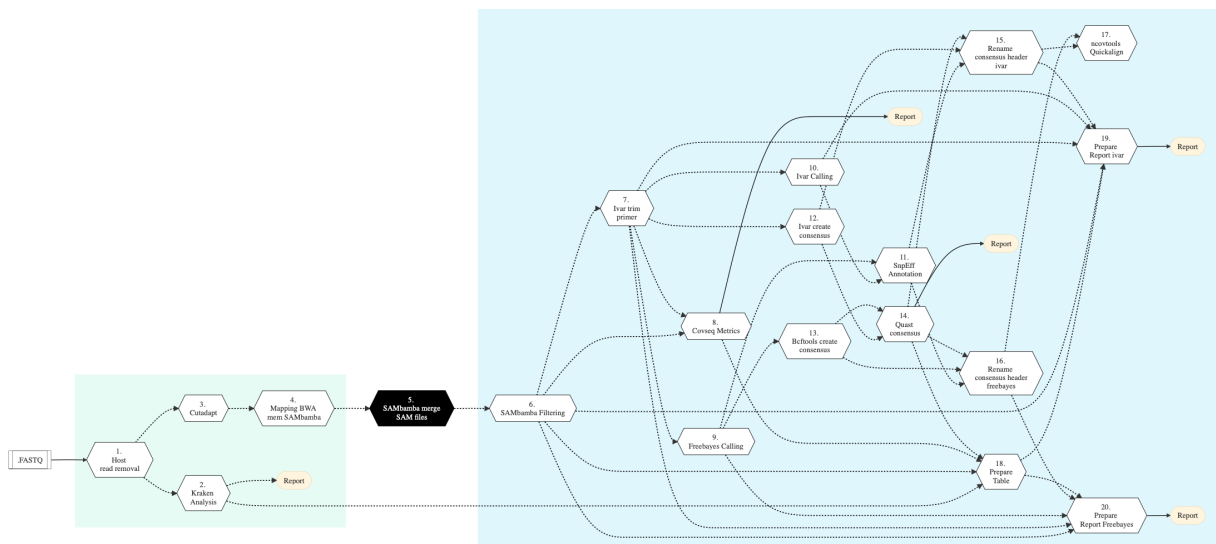 .FASTQ
1.
Host
read removal
2.
Kraken
Analysis
Report
3.
Cutadapt
4.
Mapping BWA
mem SAMbamba
5.
SAMbamba merge
SAM files
6.
SAMbamba Filtering
7.
Ivar trim
primer
8.
Covseq Metrics
Report
9.
Freebayes Calling
10.
Ivar Calling
11.
SnpEff
Annotation
12.
Ivar create
consensus
13.
Bcftools create
consensus
14.
Quast
consensus
Report
15.
Rename
consensus header
ivar
16.
Rename
consensus header
freebayes
17.
ncovtools
Quickalign
18.
Prepare
Table
19.
Prepare
Report ivar
Report
20.
Prepare
Report Freebayes
Report